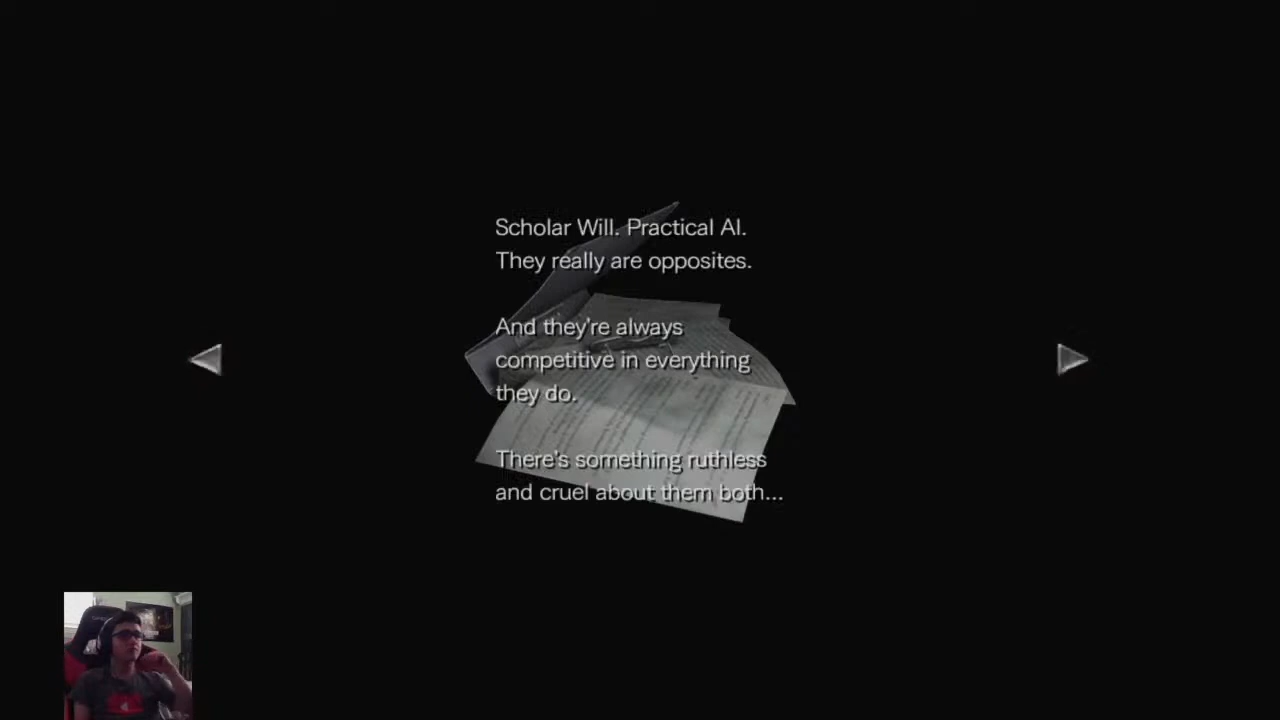 Scholar Will. Practical Al.
They really are opposites.
And they're always
competitive in everything
they do.
There's something ruthless
and cruel about them both...